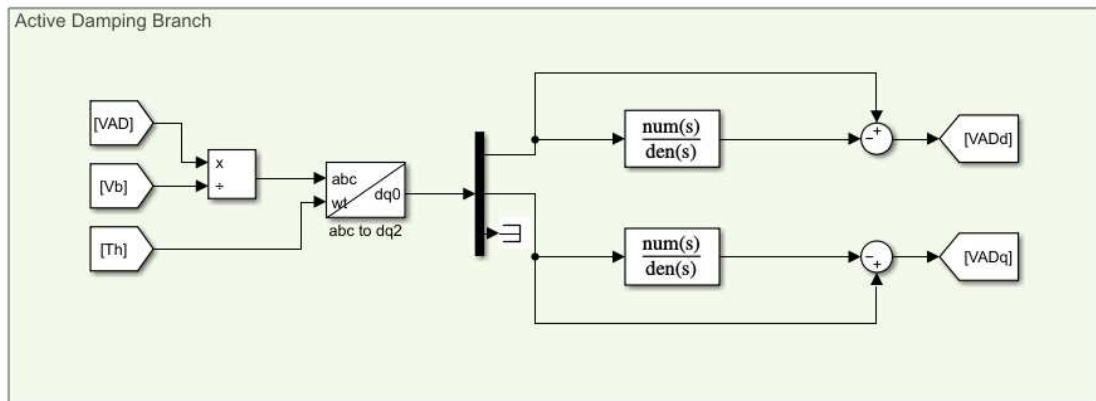 Active Damping Branch
[VAD]
[Vb]
[Th]
x
÷
abc
wt
dq0
abc to dq2
num(s)
den(s)
- +
[VADd]
num(s)
den(s)
- +
[VADq]